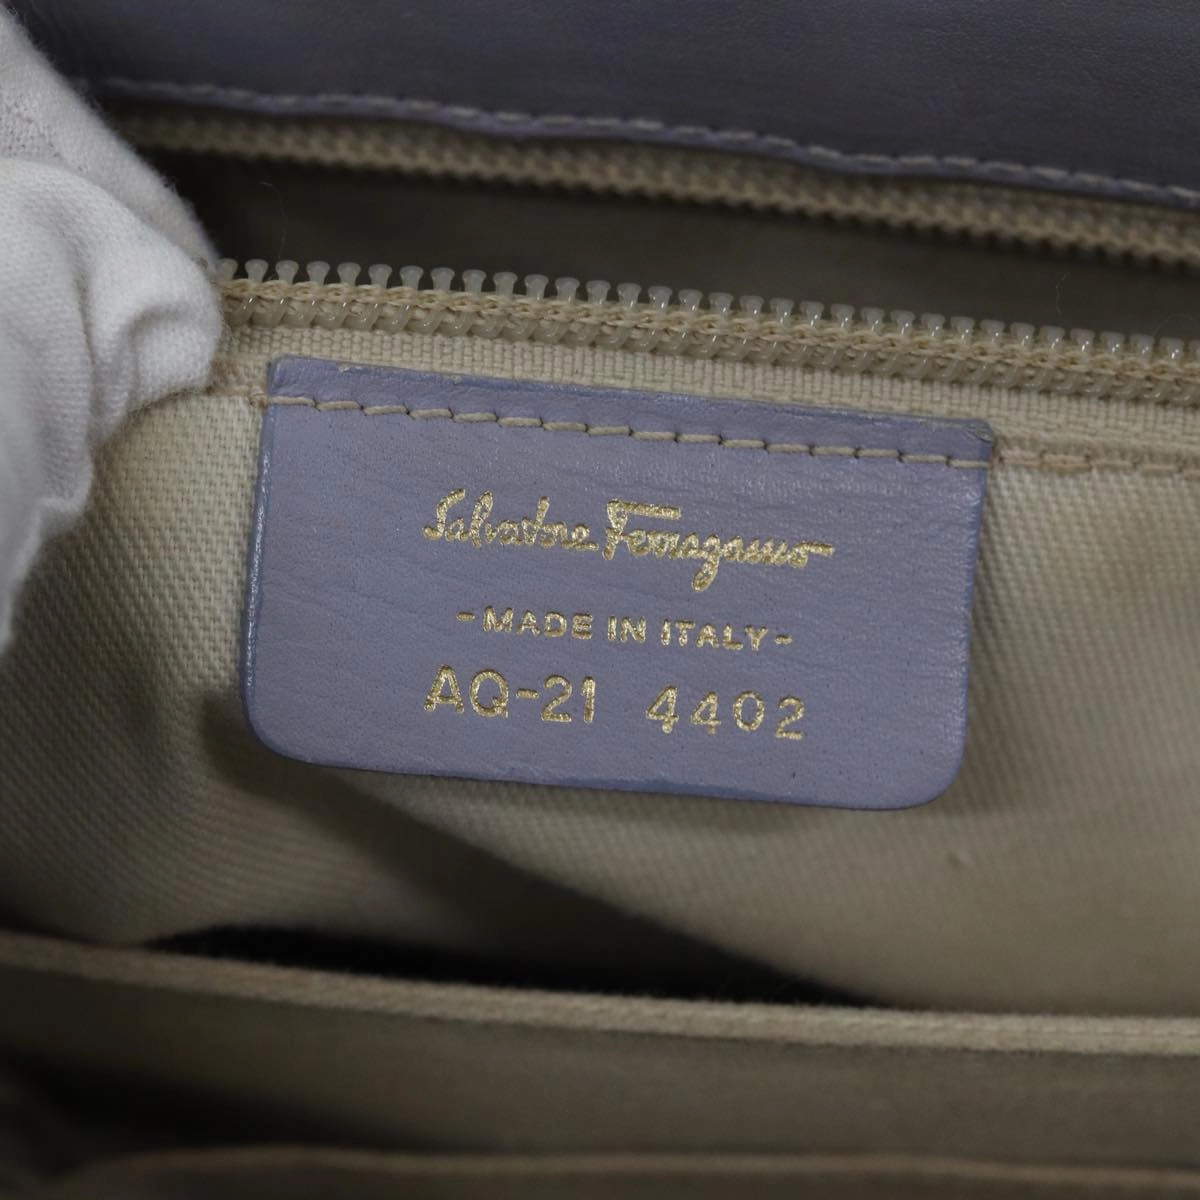 Salvatore Ferragamo
-MADE IN ITALY-
AQ-21 4402